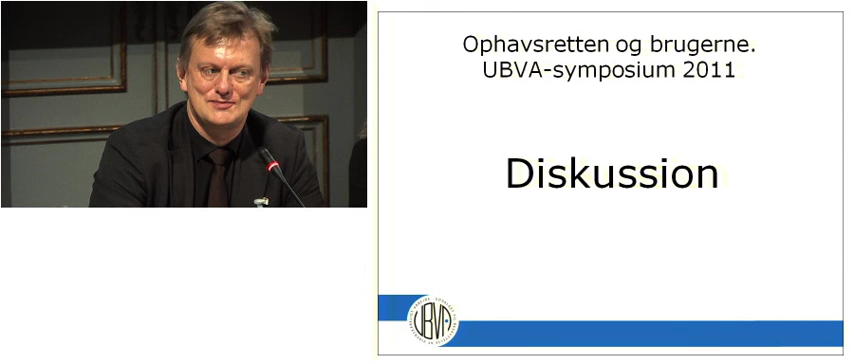 Ophavsretten og brugerne.
UBVA-symposium 2011
Diskussion
UBVA